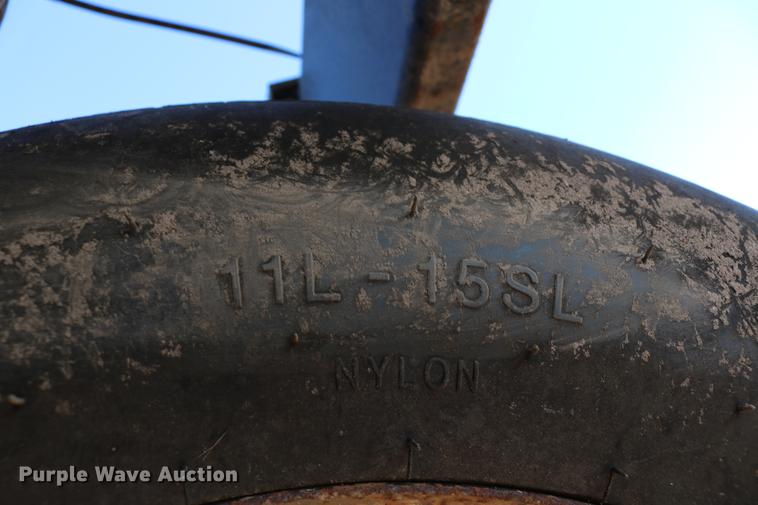 11L - 15SL
NYLON
Purple Wave Auction